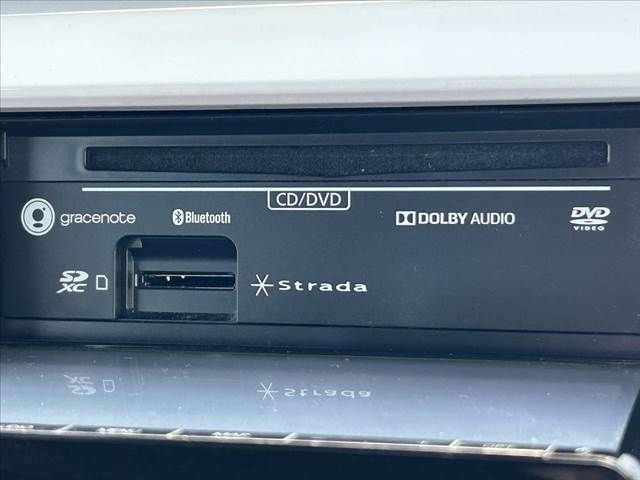 CD/DVD
gracenote
Bluetooth
DOLBY AUDIO
DVD
VIDEO
SD
XC
Strada